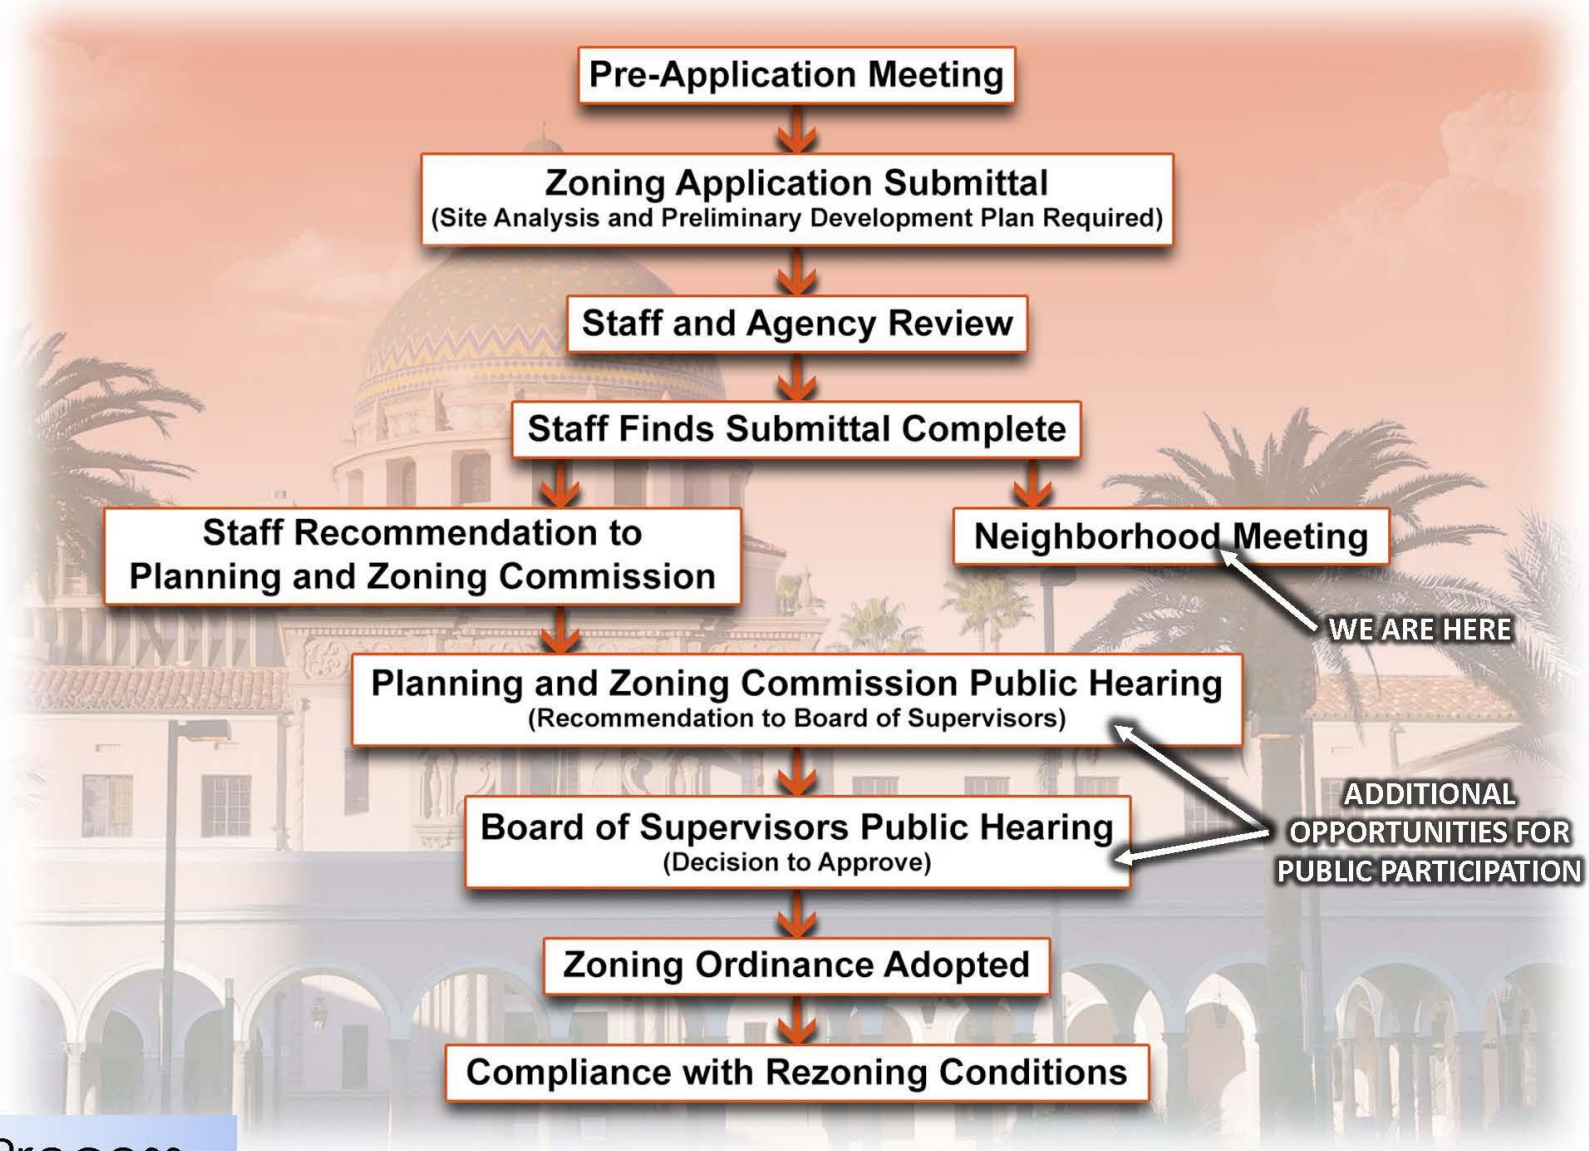 Pre-Application Meeting
Zoning Application Submittal
(Site Analysis and Preliminary Development Plan Required)
Staff and Agency Review
Staff Finds Submittal Complete
Staff Recommendation to
Planning and Zoning Commission
Neighborhood Meeting
WE ARE HERE
Planning and Zoning Commission Public Hearing
(Recommendation to Board of Supervisors)
ADDITIONAL
OPPORTUNITIES FOR
PUBLIC PARTICIPATION
Board of Supervisors Public Hearing
(Decision to Approve)
Zoning Ordinance Adopted
Compliance with Rezoning Conditions